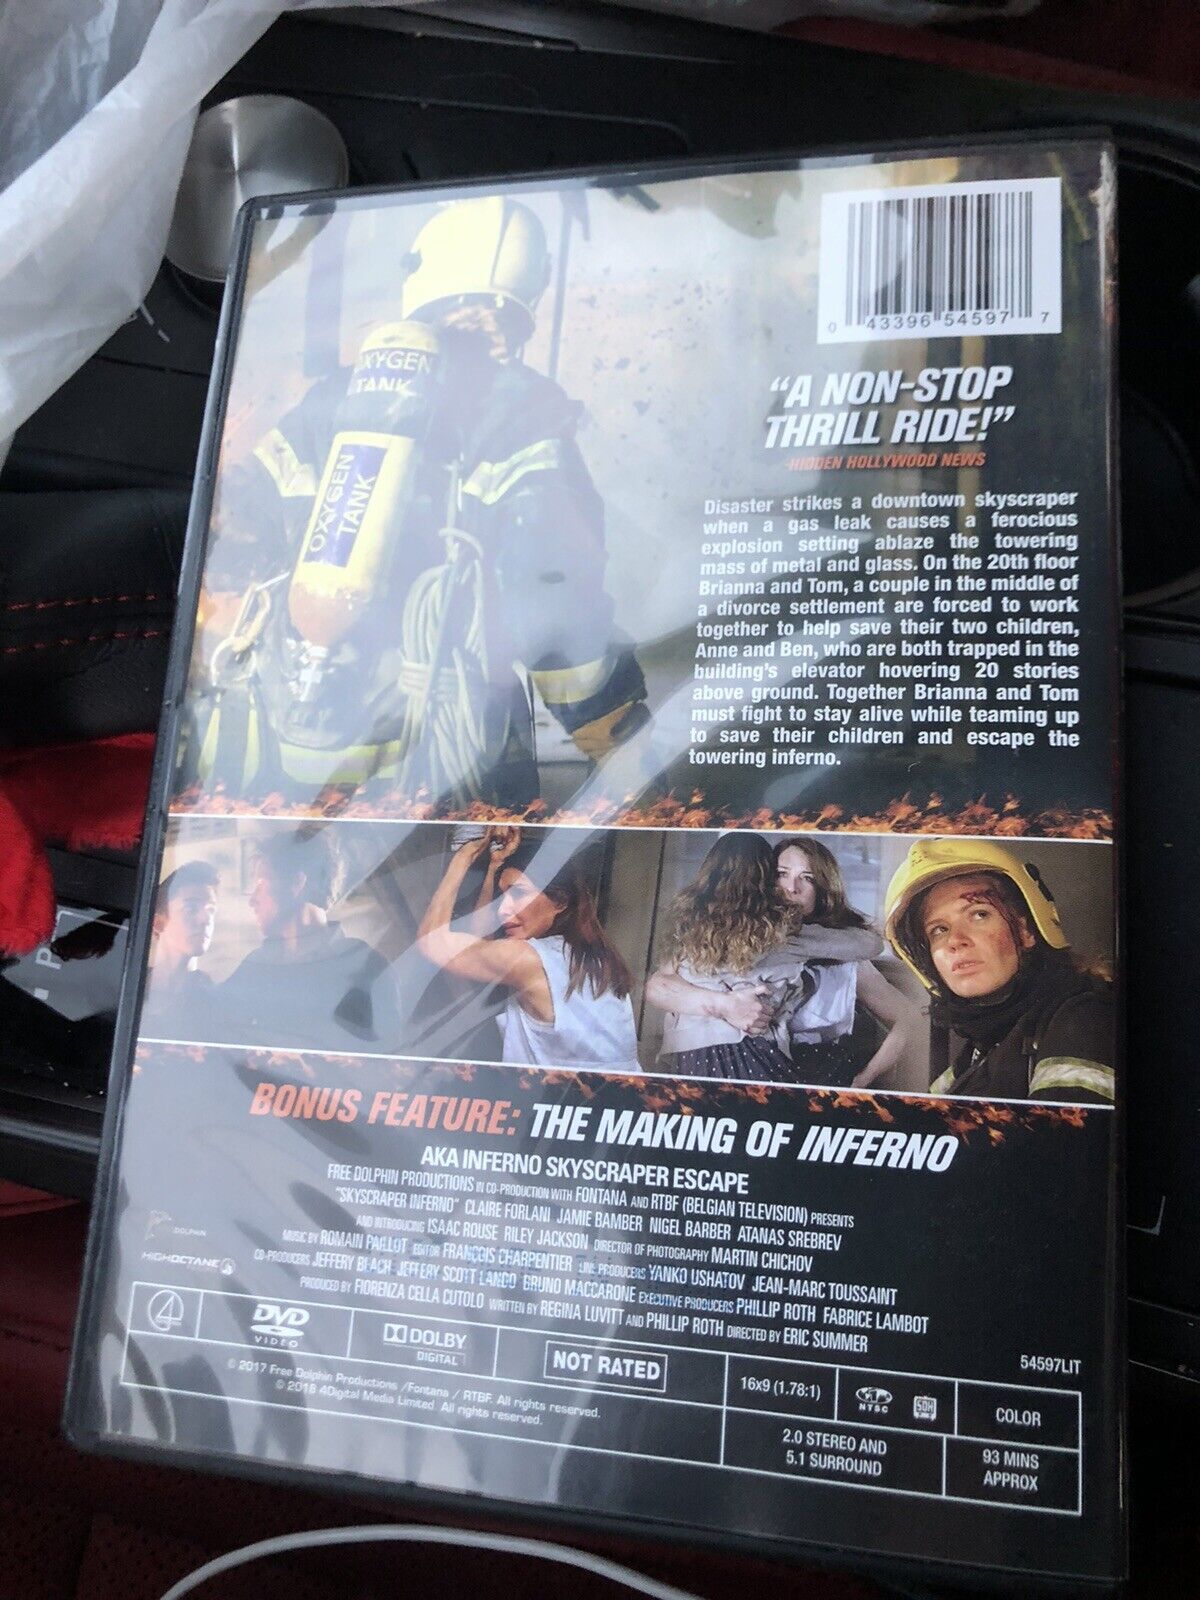 0 43396 54597 7
"A NON-STOP
THRILL RIDE!"
-HIDDEN HOLLYWOOD NEWS
OXYGEN
TANK
OXYGEN
TANK
Disaster strikes a downtown skyscraper
when a gas leak causes a ferocious
explosion setting ablaze the towering
mass of metal and glass. On the 20th floor
Brianna and Tom, a couple in the middle of
a divorce settlement are forced to work
together to help save their two children,
Anne and Ben, who are both trapped in the
building's elevator hovering 20 stories
above ground. Together Brianna and Tom
must fight to stay alive while teaming up
to save their children and escape the
towering inferno.
BONUS FEATURE: THE MAKING OF INFERNO
AKA INFERNO SKYSCRAPER ESCAPE
FREE DOLPHIN PRODUCTIONS IN CO-PRODUCTION WITH FONTANA AND RTBF (BELGIAN TELEVISION) PRESENTS
"SKYSCRAPER INFERNO" CLAIRE FORLANI JAMIE BAMBER NIGEL BARBER ATANAS SREBREV
AND INTRODUCING ISAAC ROUSE RILEY JACKSON DIRECTOR OF PHOTOGRAPHY MARTIN CHICHOV
MUSIC BY ROMAIN PAILLOT EDITOR FRANÇOIS CHARPENTIER LINE PRODUCERS YANKO USHATOV JEAN-MARC TOUSSAINT
CO-PRODUCERS JEFFERY BEACH JEFFERY SCOTT LANDO BRUNO MACCARONE EXECUTIVE PRODUCERS PHILLIP ROTH FABRICE LAMBOT
PRODUCED BY FIORENZA CELLA CUTOLO WRITTEN BY REGINA LUVITT AND PHILLIP ROTH DIRECTED BY ERIC SUMMER
DOLPHIN
HIGHOCTANE
54597LIT
4
DVD
VIDEO
DOLBY
DIGITAL
NOT RATED
16x9 (1.78:1)
NTSC
SDH
COLOR
2.0 STEREO AND
5.1 SURROUND
93 MINS
APPROX
© 2017 Free Dolphin Productions /Fontana / RTBF. All rights reserved.
© 2018 4Digital Media Limited. All rights reserved.